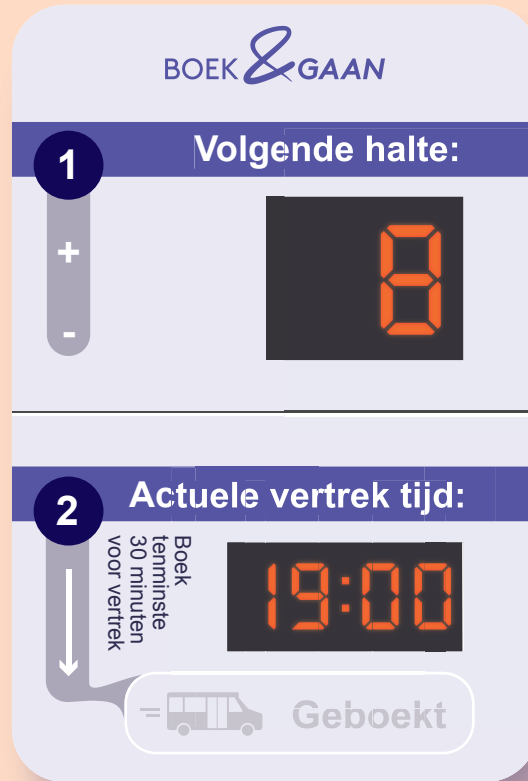 BOEK & GAAN
1
Volgende halte:
+
-
8
2
Actuele vertrek tijd:
Boek
tenminste
30 minuten
voor vertrek
19:00
Geboekt